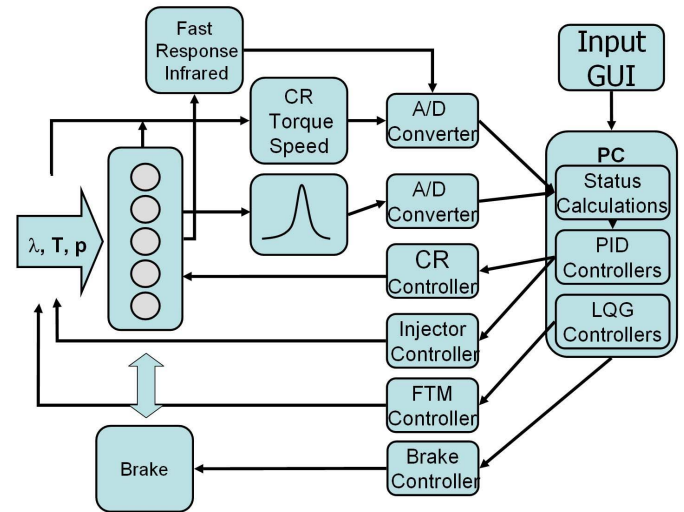 Fast
Response
Infrared
Input
GUI
CR
Torque
Speed
A/D
Converter
PC
Status
Calculations
A/D
Converter
λ, T, p
CR
Controller
PID
Controllers
Injector
Controller
LQG
Controllers
FTM
Controller
Brake
Brake
Controller